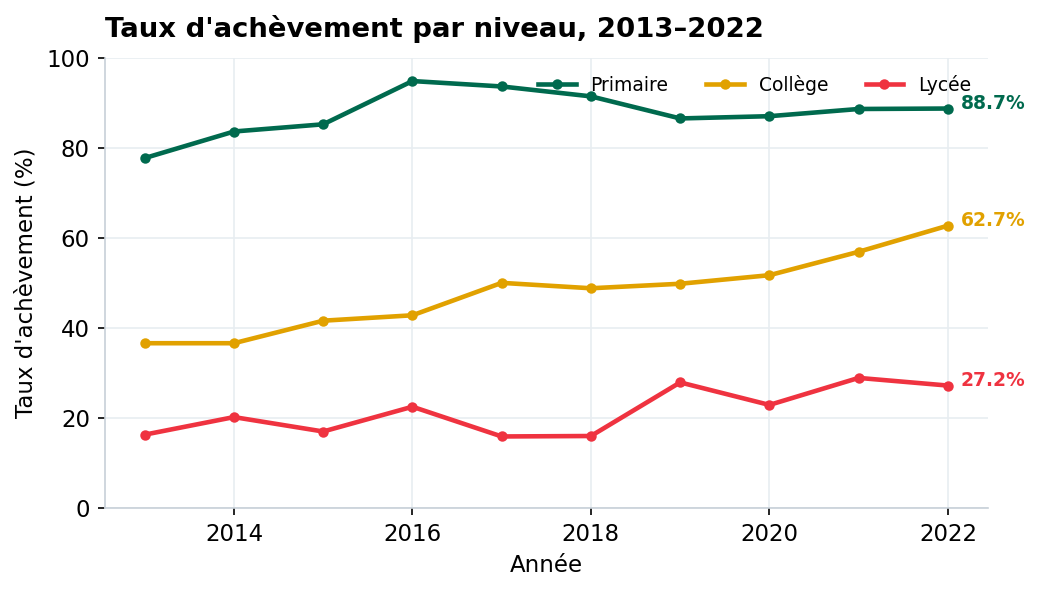 Taux d'achèvement par niveau, 2013–2022
Taux d'achèvement (%)
100
80
60
40
20
0
Primaire
Collège
Lycée
88.7%
62.7%
27.2%
2014
2016
2018
2020
2022
Année